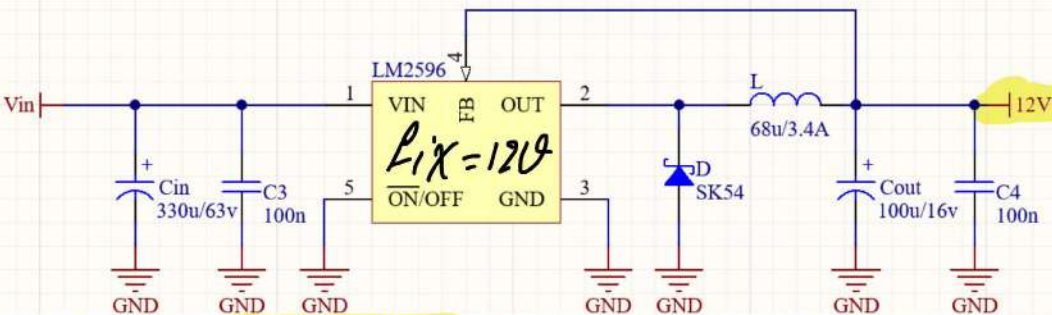 4
LM2596
Vin
1
VIN
FB
OUT
2
L
12V
68u/3.4A
+
Cin
330u/63v
C3
100n
5
ON/OFF
GND
3
D
SK54
+
Cout
100u/16v
C4
100n
GND
GND
GND
GND
GND
GND
GND